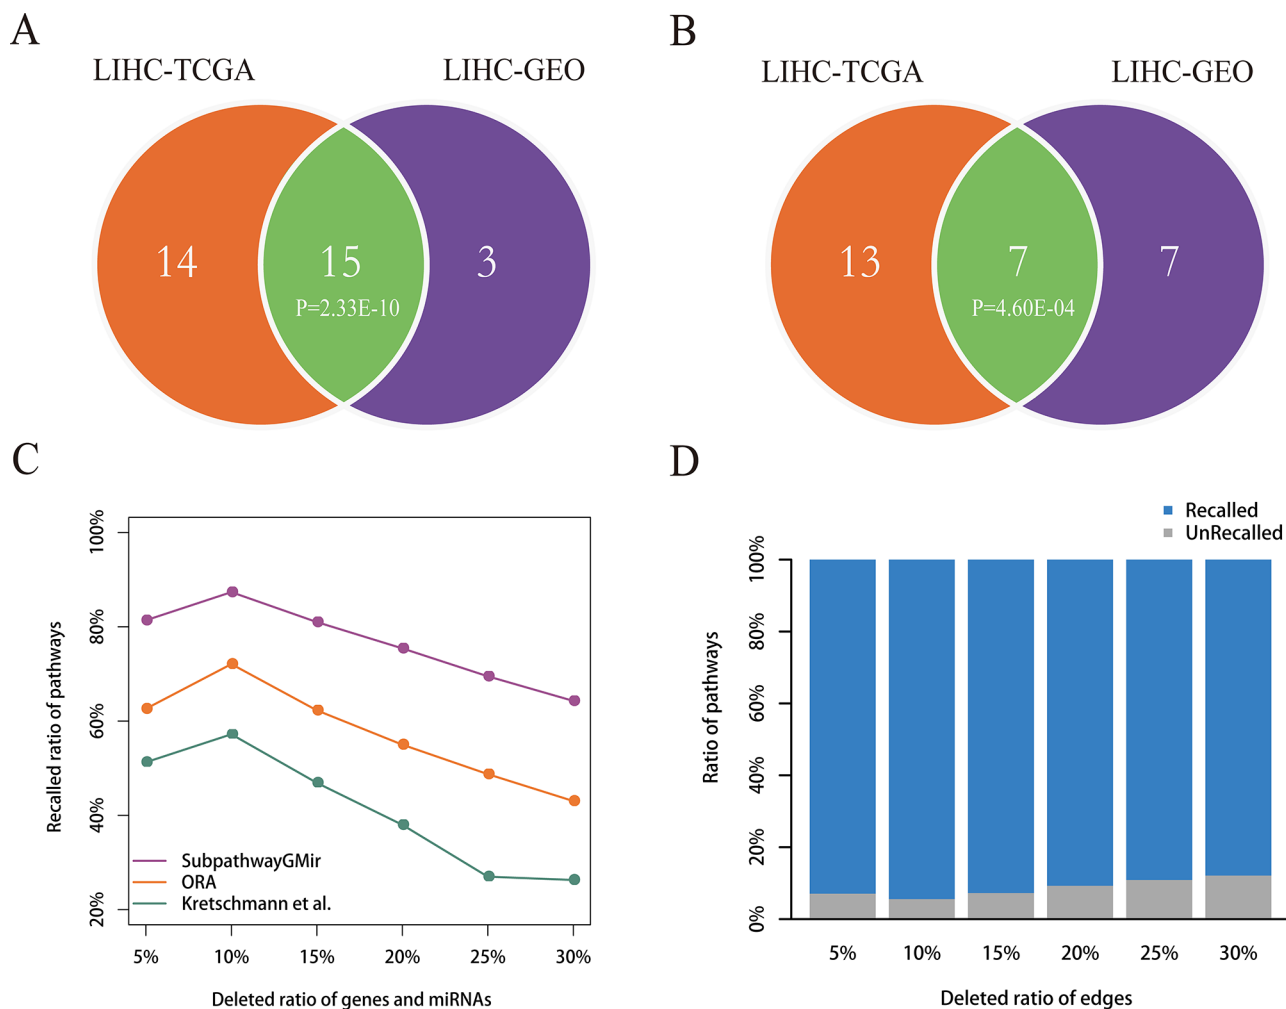 A
B
LIHC-TCGA
LIHC-GEO
LIHC-TCGA
LIHC-GEO
14
15
3
P=2.33E-10
13
7
7
P=4.60E-04
C
D
100%
80%
60%
40%
20%
Recalled ratio of pathways
SubpathwayGMir
ORA
Kretschmann et al.
5%
10%
15%
20%
25%
30%
Deleted ratio of genes and miRNAs
Recalled
UnRecalled
100%
80%
60%
40%
20%
0%
Ratio of pathways
5%
10%
15%
20%
25%
30%
Deleted ratio of edges